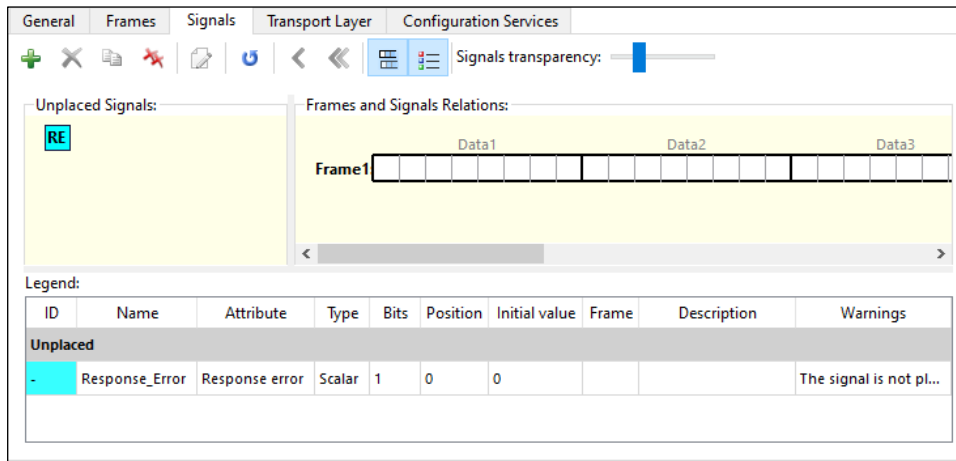 General Frames Signals Transport Layer Configuration Services
Signals transparency:
Unplaced Signals:
RE
Frames and Signals Relations:
Data1 Data2 Data3
Frame1
Legend:
ID Name Attribute Type Bits Position Initial value Frame Description Warnings
Unplaced
- Response_Error Response error Scalar 1 0 0 The signal is not pl...